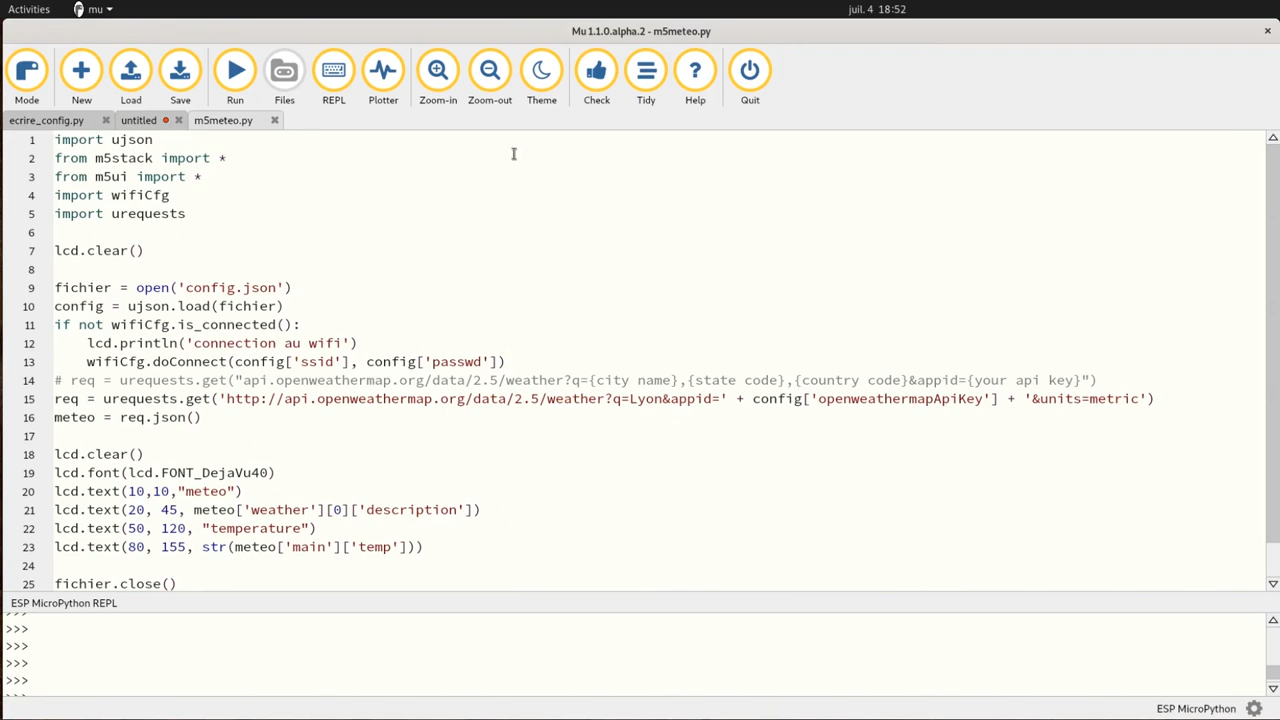 Activities mu juil. 4 18:52
Mu 1.1.0.alpha.2 - m5meteo.py
Mode New Load Save Run Files REPL Plotter Zoom-in Zoom-out Theme Check Tidy Help Quit
ecrire_config.py untitled m5meteo.py
1 import ujson
2 from m5stack import *
3 from m5ui import *
4 import wifiCfg
5 import urequests
6
7 lcd.clear()
8
9 fichier = open('config.json')
10 config = ujson.load(fichier)
11 if not wifiCfg.is_connected():
12 lcd.println('connection au wifi')
13 wifiCfg.doConnect(config['ssid'], config['passwd'])
14 # req = urequests.get("api.openweathermap.org/data/2.5/weather?q={city name},{state code},{country code}&appid={your api key}")
15 req = urequests.get('http://api.openweathermap.org/data/2.5/weather?q=Lyon&appid=' + config['openweathermapApiKey'] + '&units=metric')
16 meteo = req.json()
17
18 lcd.clear()
19 lcd.font(lcd.FONT_DejaVu40)
20 lcd.text(10,10,"meteo")
21 lcd.text(20, 45, meteo['weather'][0]['description'])
22 lcd.text(50, 120, "temperature")
23 lcd.text(80, 155, str(meteo['main']['temp']))
24
25 fichier.close()
ESP MicroPython REPL
>>>
>>>
>>>
>>>
>>>
>>>
ESP MicroPython